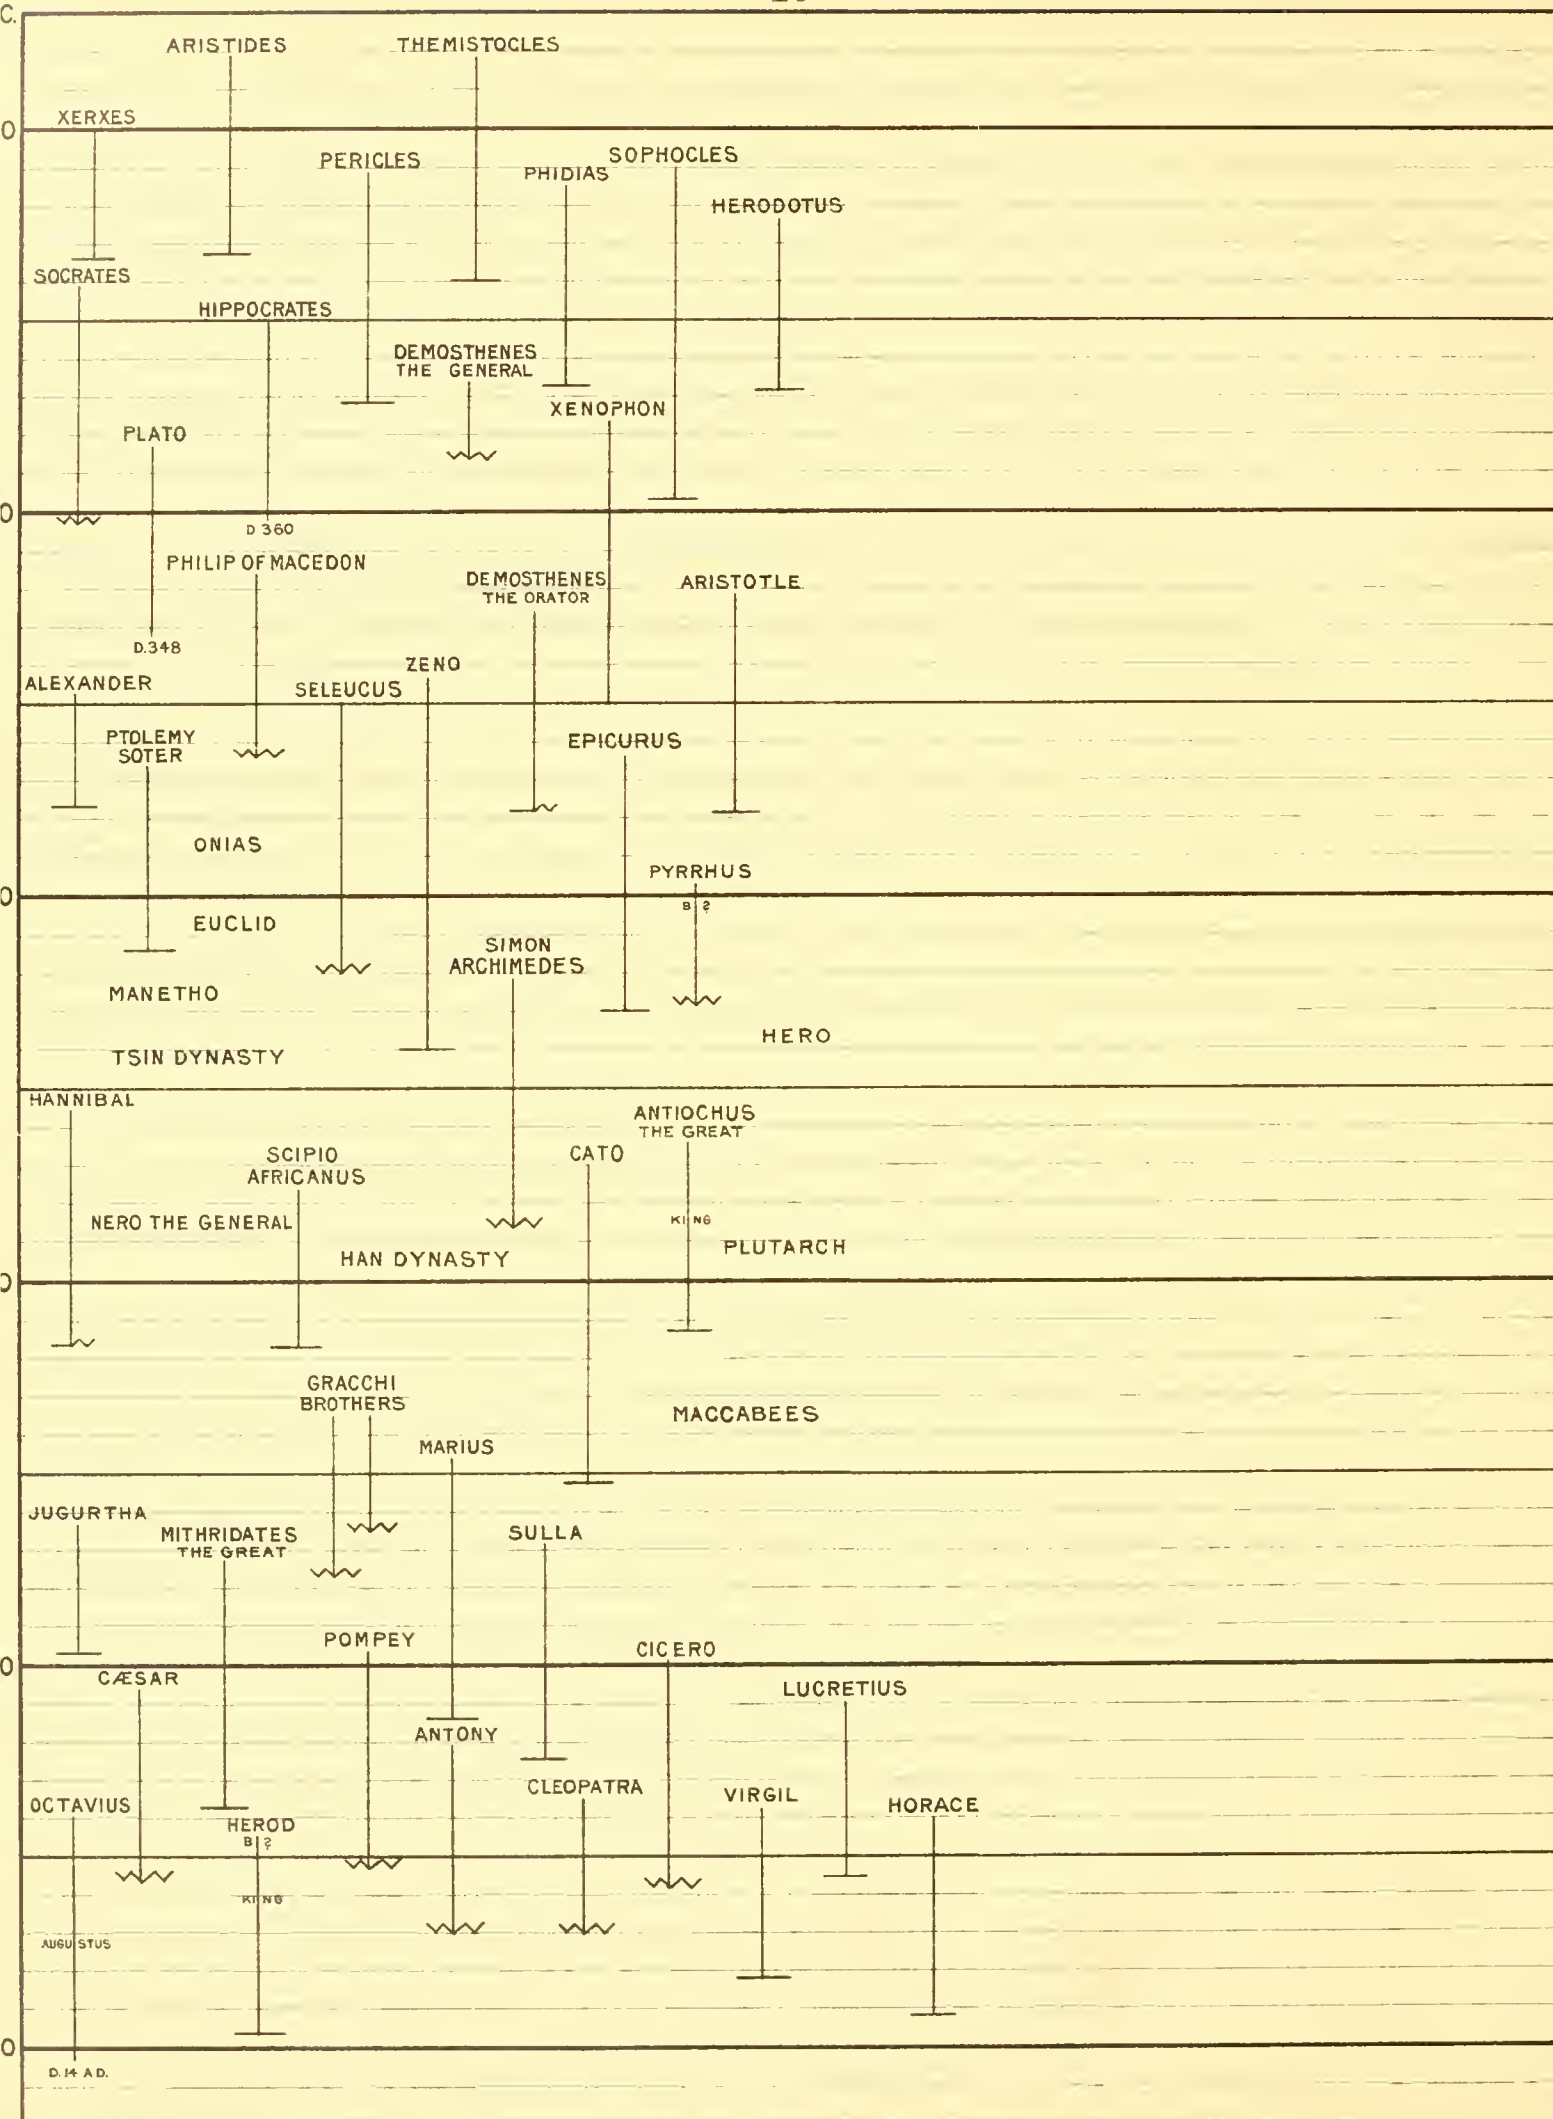 C.
ARISTIDES
THEMISTOCLES
XERXES
0
PERICLES
SOPHOCLES
PHIDIAS
HERODOTUS
SOCRATES
HIPPOCRATES
DEMOSTHENES
THE GENERAL
XENOPHON
PLATO
0
D 360
PHILIP OF MACEDON
DEMOSTHENES
THE ORATOR
ARISTOTLE
D.348
ZENO
ALEXANDER
SELEUCUS
PTOLEMY
SOTER
EPICURUS
ONIAS
PYRRHUS
0
B ?
EUCLID
SIMON
ARCHIMEDES
MANETHO
HERO
TSIN DYNASTY
HANNIBAL
ANTIOCHUS
THE GREAT
SCIPIO
AFRICANUS
CATO
NERO THE GENERAL
KING
PLUTARCH
HAN DYNASTY
0
GRACCHI
BROTHERS
MACCABEES
MARIUS
JUGURTHA
MITHRIDATES
THE GREAT
SULLA
POMPEY
CICERO
0
CÆSAR
LUCRETIUS
ANTONY
CLEOPATRA
VIRGIL
OCTAVIUS
HORACE
HEROD
B ?
KING
AUGUSTUS
0
D. 14 A.D.